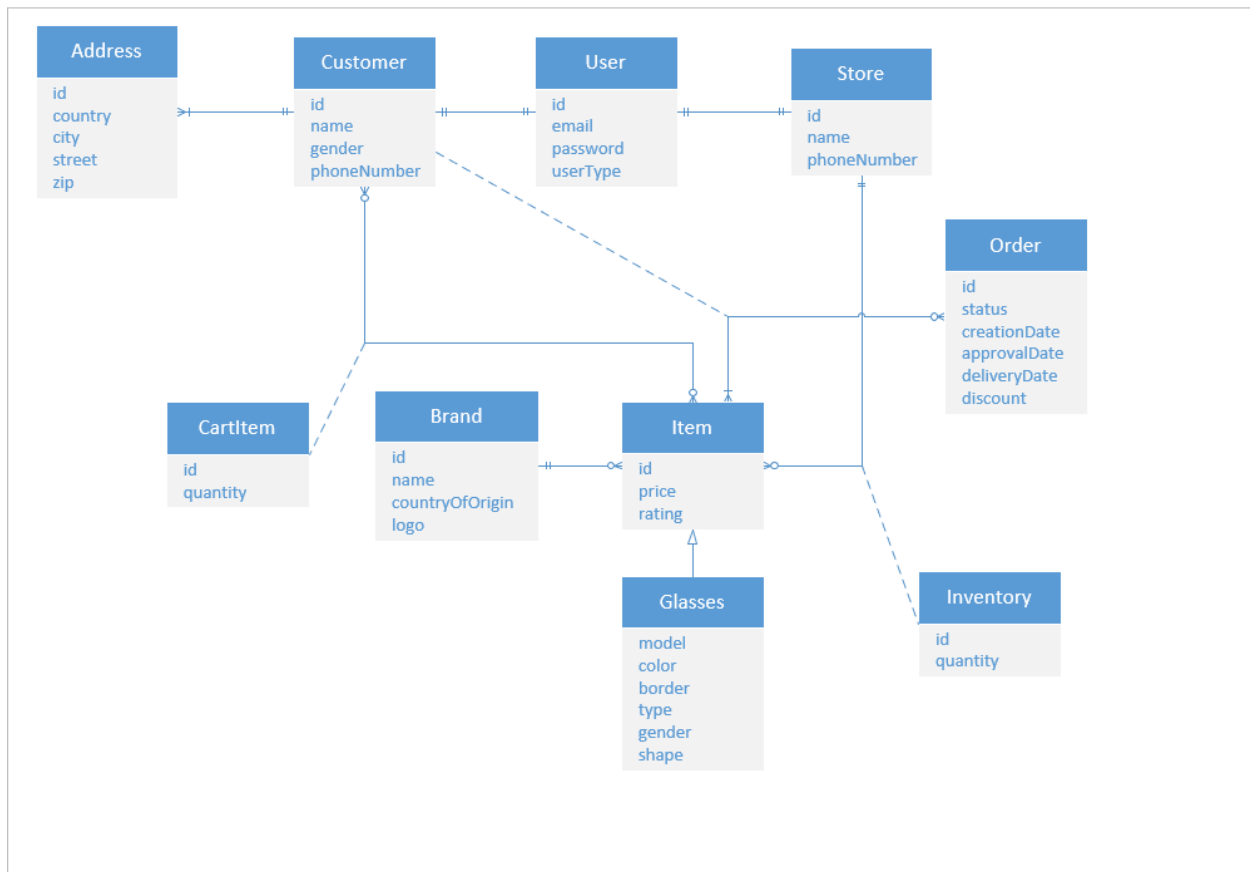 Address
id
country
city
street
zip
Customer
id
name
gender
phoneNumber
User
id
email
password
userType
Store
id
name
phoneNumber
Order
id
status
creationDate
approvalDate
deliveryDate
discount
CartItem
id
quantity
Brand
id
name
countryOfOrigin
logo
Item
id
price
rating
Glasses
model
color
border
type
gender
shape
Inventory
id
quantity